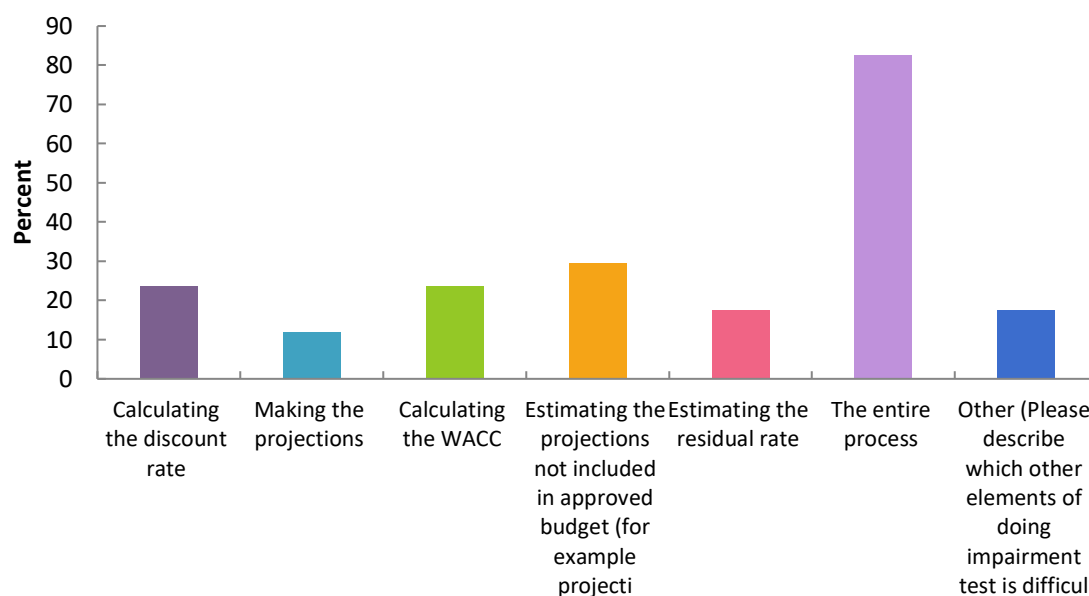 90
80
70
60
50
40
30
20
10
0
Percent
Calculating
the discount
rate
Making the
projections
Calculating
the WACC
Estimating the
projections
not included
in approved
budget (for
example
projecti
Estimating the
residual rate
The entire
process
Other (Please
describe
which other
elements of
doing
impairment
test is difficul